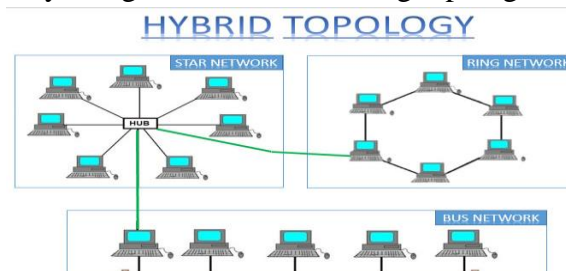 HYBRID TOPOLOGY
STAR NETWORK
RING NETWORK
HUB
BUS NETWORK